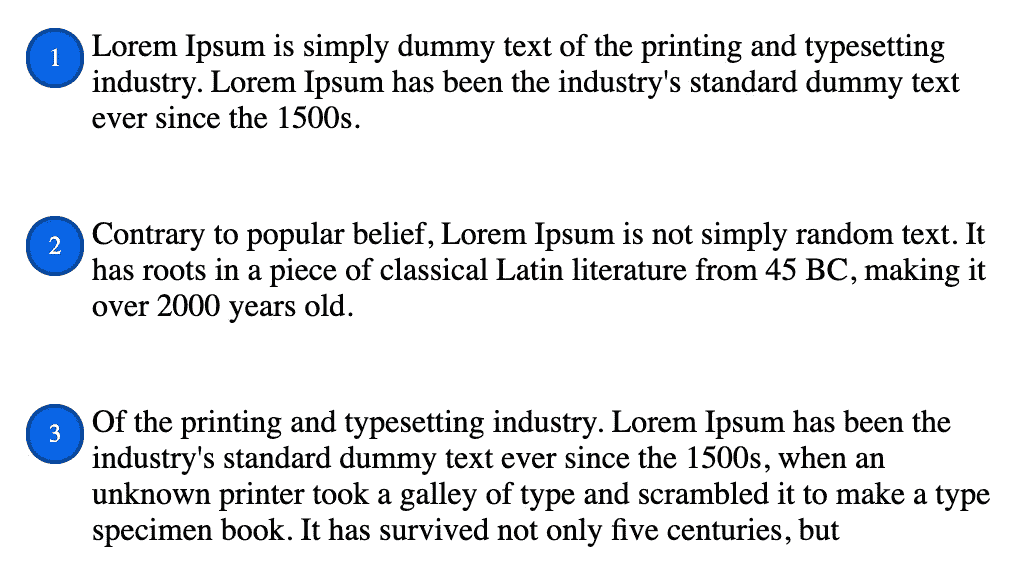 1 Lorem Ipsum is simply dummy text of the printing and typesetting
industry. Lorem Ipsum has been the industry's standard dummy text
ever since the 1500s.
2 Contrary to popular belief, Lorem Ipsum is not simply random text. It
has roots in a piece of classical Latin literature from 45 BC, making it
over 2000 years old.
3 Of the printing and typesetting industry. Lorem Ipsum has been the
industry's standard dummy text ever since the 1500s, when an
unknown printer took a galley of type and scrambled it to make a type
specimen book. It has survived not only five centuries, but